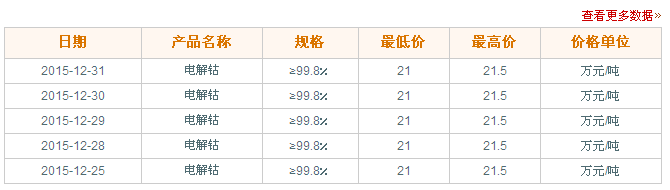 查看更多数据»
日期 产品名称 规格 最低价 最高价 价格单位
2015-12-31 电解钴 ≥99.8% 21 21.5 万元/吨
2015-12-30 电解钴 ≥99.8% 21 21.5 万元/吨
2015-12-29 电解钴 ≥99.8% 21 21.5 万元/吨
2015-12-28 电解钴 ≥99.8% 21 21.5 万元/吨
2015-12-25 电解钴 ≥99.8% 21 21.5 万元/吨